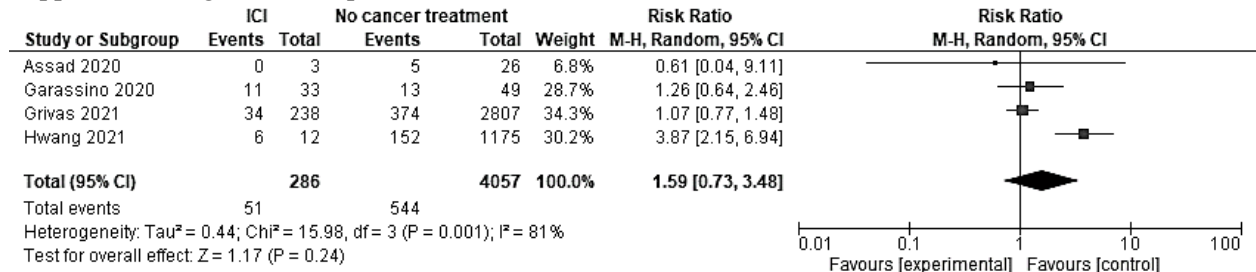 ICI No cancer treatment Risk Ratio Risk Ratio
Study or Subgroup Events Total Events Total Weight M-H, Random, 95% CI M-H, Random, 95% CI
Assad 2020 0 3 5 26 6.8% 0.61 [0.04, 9.11]
Garassino 2020 11 33 13 49 28.7% 1.26 [0.64, 2.46]
Grivas 2021 34 238 374 2807 34.3% 1.07 [0.77, 1.48]
Hwang 2021 6 12 152 1175 30.2% 3.87 [2.15, 6.94]
Total (95% CI) 286 4057 100.0% 1.59 [0.73, 3.48]
Total events 51 544
Heterogeneity: Tau² = 0.44; Chi² = 15.98, df = 3 (P = 0.001); I² = 81%
Test for overall effect: Z = 1.17 (P = 0.24)
0.01 0.1 1 10 100
Favours [experimental] Favours [control]